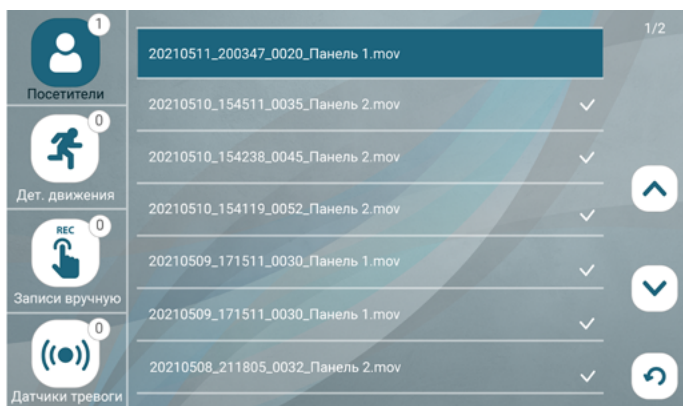 1
Посетители
0
Дет. движения
REC
0
Записи вручную
0
Датчики тревоги
20210511_200347_0020_Панель 1.mov
20210510_154511_0035_Панель 2.mov
20210510_154238_0045_Панель 2.mov
20210510_154119_0052_Панель 2.mov
20210509_171511_0030_Панель 1.mov
20210509_171511_0030_Панель 1.mov
20210508_211805_0032_Панель 2.mov
1/2